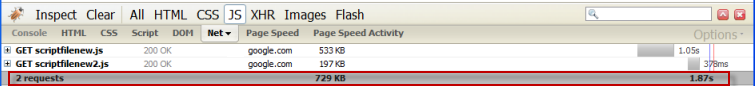 Inspect Clear All HTML CSS JS XHR Images Flash
Console HTML CSS Script DOM Net Page Speed Page Speed Activity Options
GET scriptfilenew.js 200 OK google.com 533 KB 1.05s
GET scriptfilenew2.js 200 OK google.com 197 KB 378ms
2 requests 729 KB 1.87s